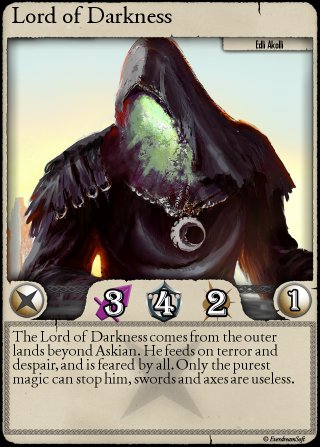 Lord of Darkness
Edli Akolli
3 4 2 1
The Lord of Darkness comes from the outer
lands beyond Askian. He feeds on terror and
despair, and is feared by all. Only the purest
magic can stop him, swords and axes are useless.
© EverdreamSoft